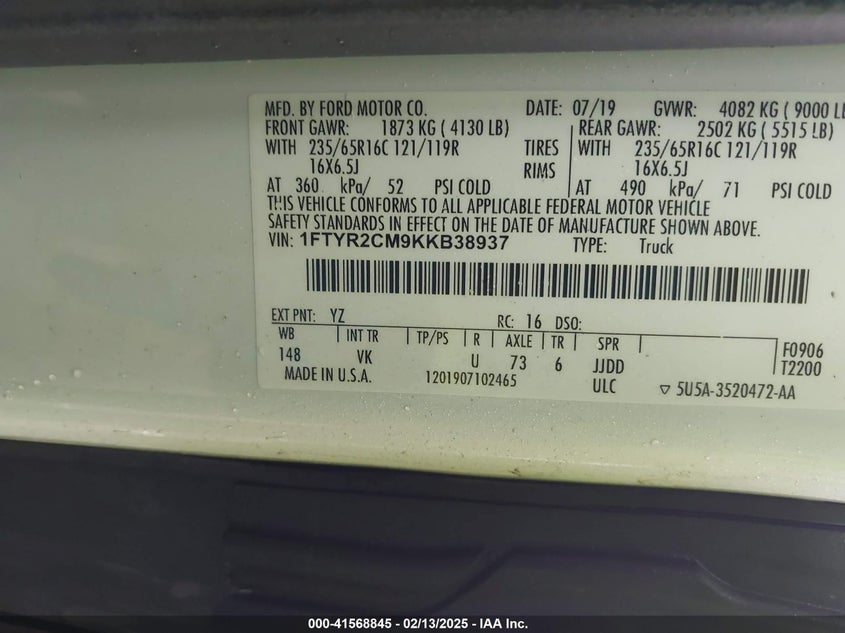 MFD. BY FORD MOTOR CO. DATE: 07/19 GVWR: 4082 KG ( 9000 L
FRONT GAWR: 1873 KG ( 4130 LB) REAR GAWR: 2502 KG ( 5515 LB)
WITH 235/65R16C 121/119R TIRES WITH 235/65R16C 121/119R
16X6.5J RIMS 16X6.5J
AT 360 kPa/ 52 PSI COLD AT 490 kPa/ 71 PSI COLD
THIS VEHICLE CONFORMS TO ALL APPLICABLE FEDERAL MOTOR VEHICLE
SAFETY STANDARDS IN EFFECT ON THE DATE OF MANUFACTURE SHOWN ABOVE.
VIN: 1FTYR2CM9KKB38937 TYPE: Truck
EXT PNT: YZ RC: 16 DSO:
WB INT TR TP/PS R AXLE TR SPR F0906
148 VK U 73 6 JJDD T2200
MADE IN U.S.A. 1201907102465 ULC ▽ 5U5A-3520472-AA
000-41568845 - 02/13/2025 - IAA Inc.